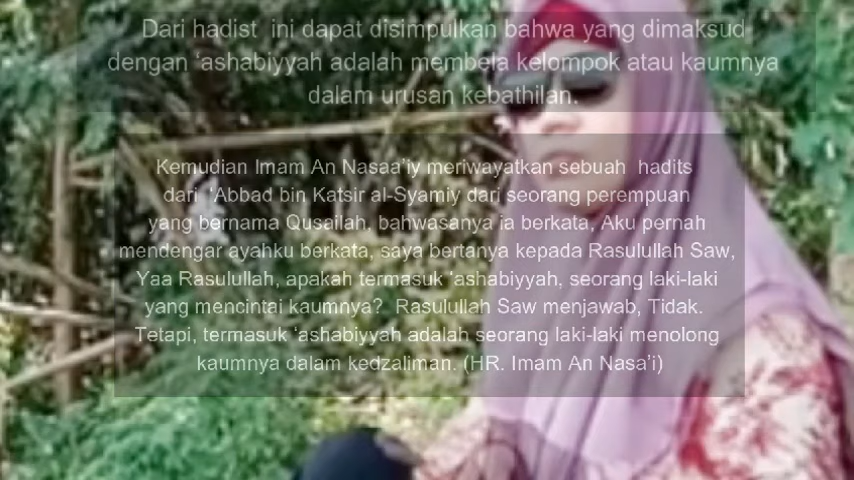 Dari hadist ini dapat disimpulkan bahwa yang dimaksud
dengan ‘ashabiyyah adalah membela kelompok atau kaumnya
dalam urusan kebathilan.
Kemudian Imam An Nasaa’iy meriwayatkan sebuah hadits
dari ‘Abbad bin Katsir al-Syamiy dari seorang perempuan
yang bernama Qusailah, bahwasanya ia berkata, Aku pernah
mendengar ayahku berkata, saya bertanya kepada Rasulullah Saw,
Yaa Rasulullah, apakah termasuk ‘ashabiyyah, seorang laki-laki
yang mencintai kaumnya? Rasulullah Saw menjawab, Tidak.
Tetapi, termasuk ‘ashabiyyah adalah seorang laki-laki menolong
kaumnya dalam kedzaliman. (HR. Imam An Nasa’i)